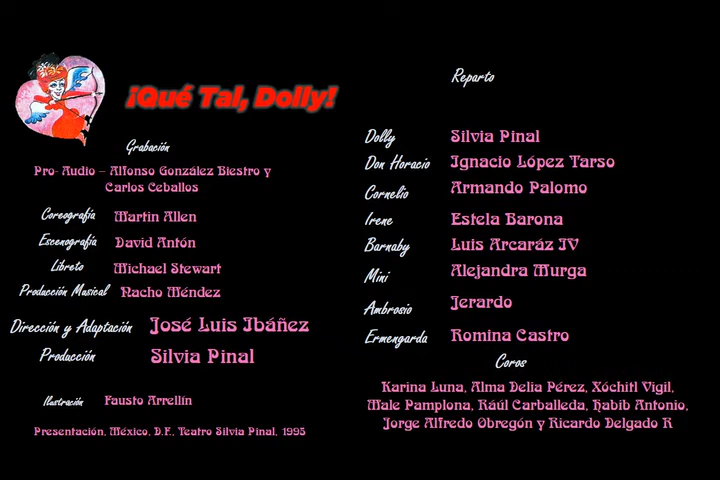 ¡Qué Tal, Dolly!
Grabación
Pro- Audio – Alfonso González Biestro y
Carlos Ceballos
Coreografía Martin Allen
Escenografía David Antón
Libreto Michael Stewart
Producción Musical Nacho Méndez
Dirección y Adaptación José Luis Ibáñez
Producción Silvia Pinal
Ilustración Fausto Arrellín
Presentación, México, D.F., Teatro Silvia Pinal, 1995
Reparto
Dolly Silvia Pinal
Don Horacio Ignacio López Tarso
Cornelio Armando Palomo
Irene Estela Barona
Barnaby Luis Arcaráz IV
Mini Alejandra Murga
Ambrosio Jerardo
Ermengarda Romina Castro
Coros
Karina Luna, Alma Delia Pérez, Xóchitl Vigil,
Male Pamplona, Raúl Carballeda, Habib Antonio,
Jorge Alfredo Obregón y Ricardo Delgado R